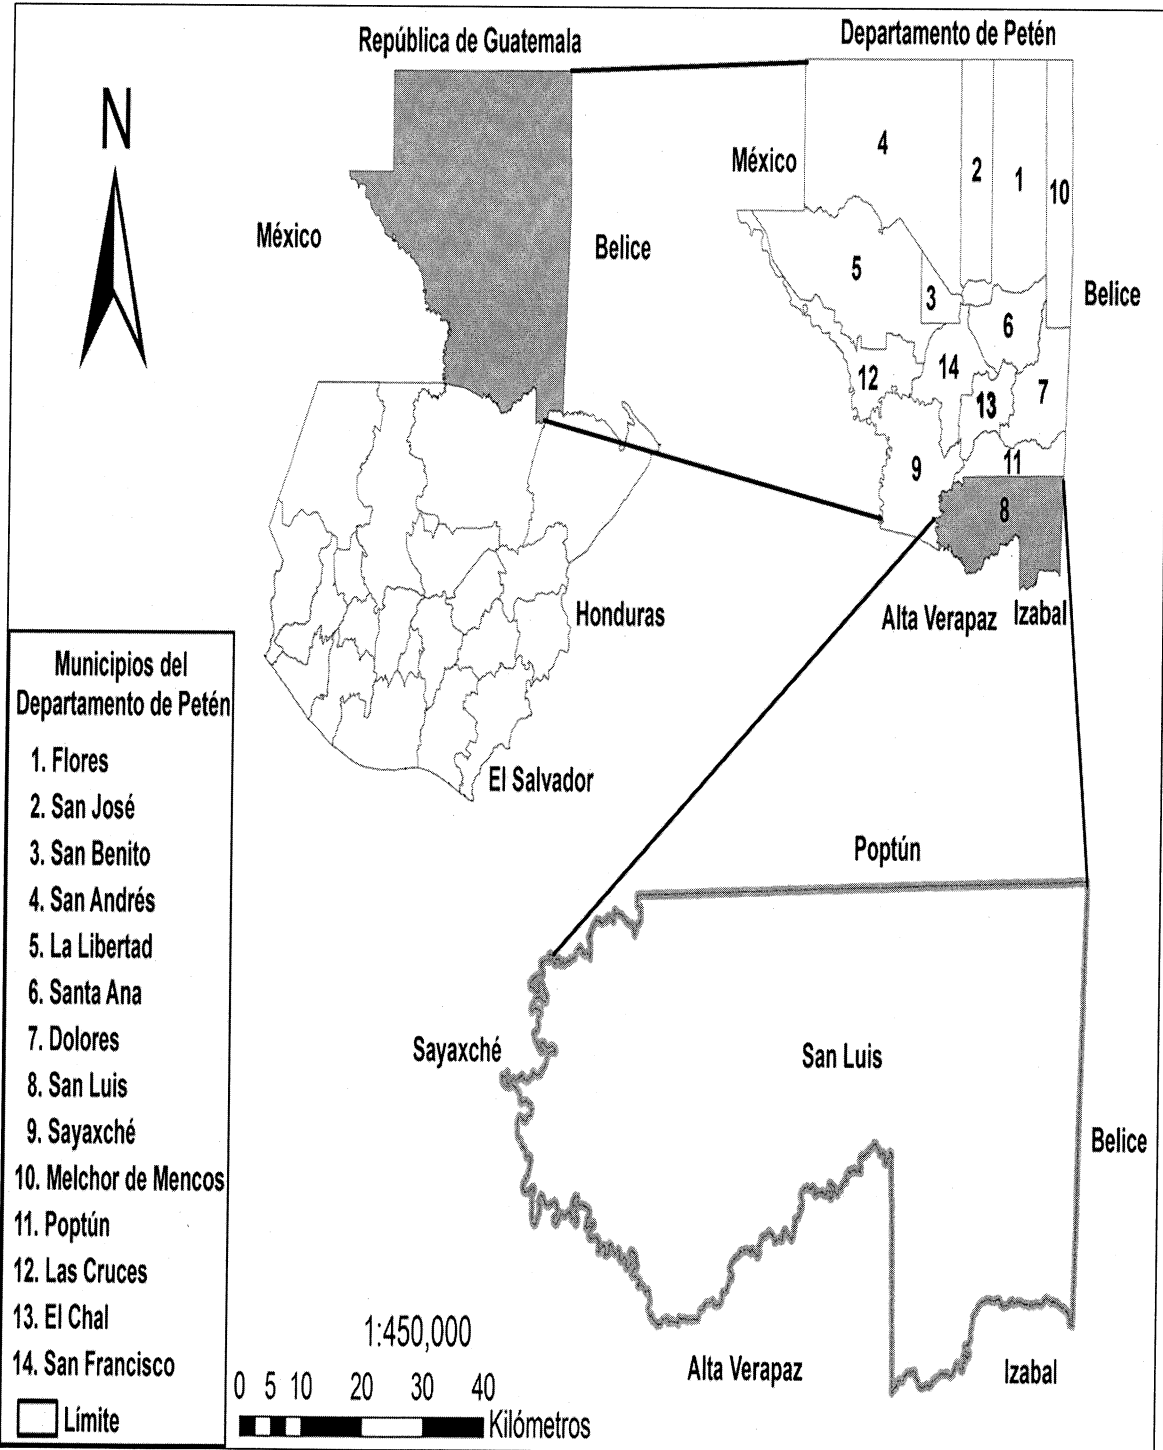 República de Guatemala
Departamento de Petén
N
México
Belice
Honduras
El Salvador
México
4
2
1
10
5
3
6
Belice
12
14
13
7
9
11
8
Alta Verapaz
Izabal
Municipios del
Departamento de Petén
1. Flores
2. San José
3. San Benito
4. San Andrés
5. La Libertad
6. Santa Ana
7. Dolores
8. San Luis
9. Sayaxché
10. Melchor de Mencos
11. Poptún
12. Las Cruces
13. El Chal
14. San Francisco
Límite
Poptún
Sayaxché
San Luis
Belice
Alta Verapaz
Izabal
1:450,000
0 5 10 20 30 40
Kilómetros